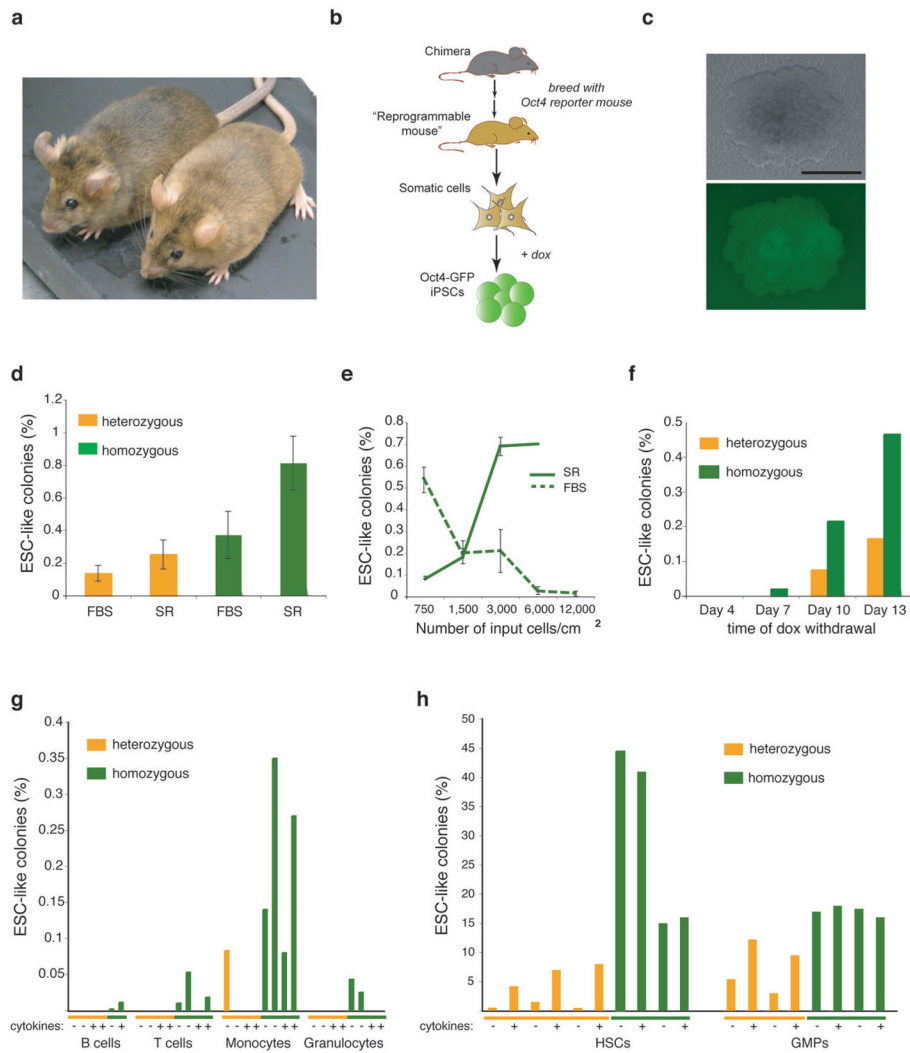 a
b
c
Chimera
breed with
Oct4 reporter mouse
"Reprogrammable
mouse"
Somatic cells
+ dox
Oct4-GFP
iPSCs
d
ESC-like colonies (%)
1.2
1
0.8
0.6
0.4
0.2
0
heterozygous
homozygous
FBS SR FBS SR
e
ESC-like colonies (%)
0.8
0.7
0.6
0.5
0.4
0.3
0.2
0.1
0
SR
FBS
750 1,500 3,000 6,000 12,000
Number of input cells/cm 2
f
ESC-like colonies (%)
0.5
0.4
0.3
0.2
0.1
0
heterozygous
homozygous
Day 4 Day 7 Day 10 Day 13
time of dox withdrawal
g
ESC-like colonies (%)
0.4
0.35
0.3
0.25
0.2
0.15
0.1
0.05
heterozygous
homozygous
cytokines: - - + + - + - - + + - - + + - - + + - - + + - - + + - - + +
B cells T cells Monocytes Granulocytes
h
ESC-like colonies (%)
50
45
40
35
30
25
20
15
10
5
heterozygous
homozygous
cytokines: - + - + - + - + - + - + - + - + - +
HSCs GMPs